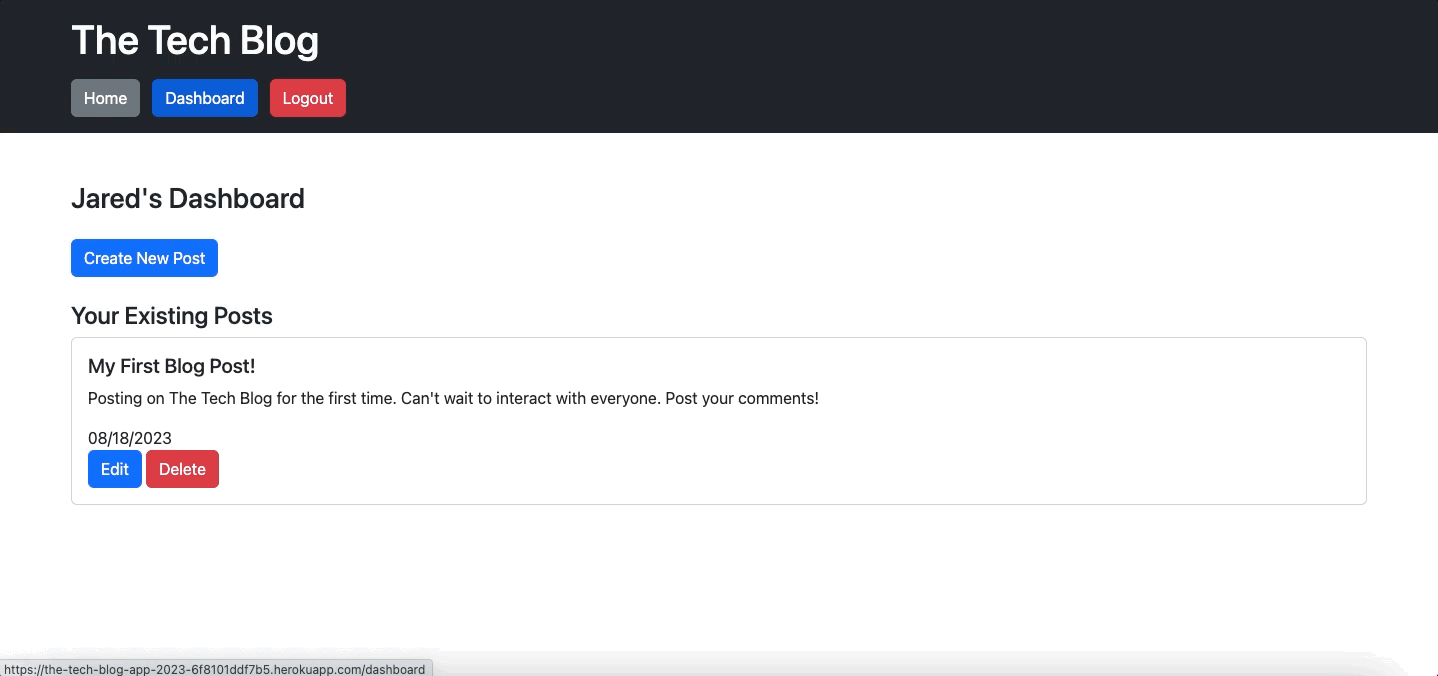 The Tech Blog
Home Dashboard Logout
Jared's Dashboard
Create New Post
Your Existing Posts
My First Blog Post!
Posting on The Tech Blog for the first time. Can't wait to interact with everyone. Post your comments!
08/18/2023
Edit Delete
https://the-tech-blog-app-2023-6f8101ddf7b5.herokuapp.com/dashboard